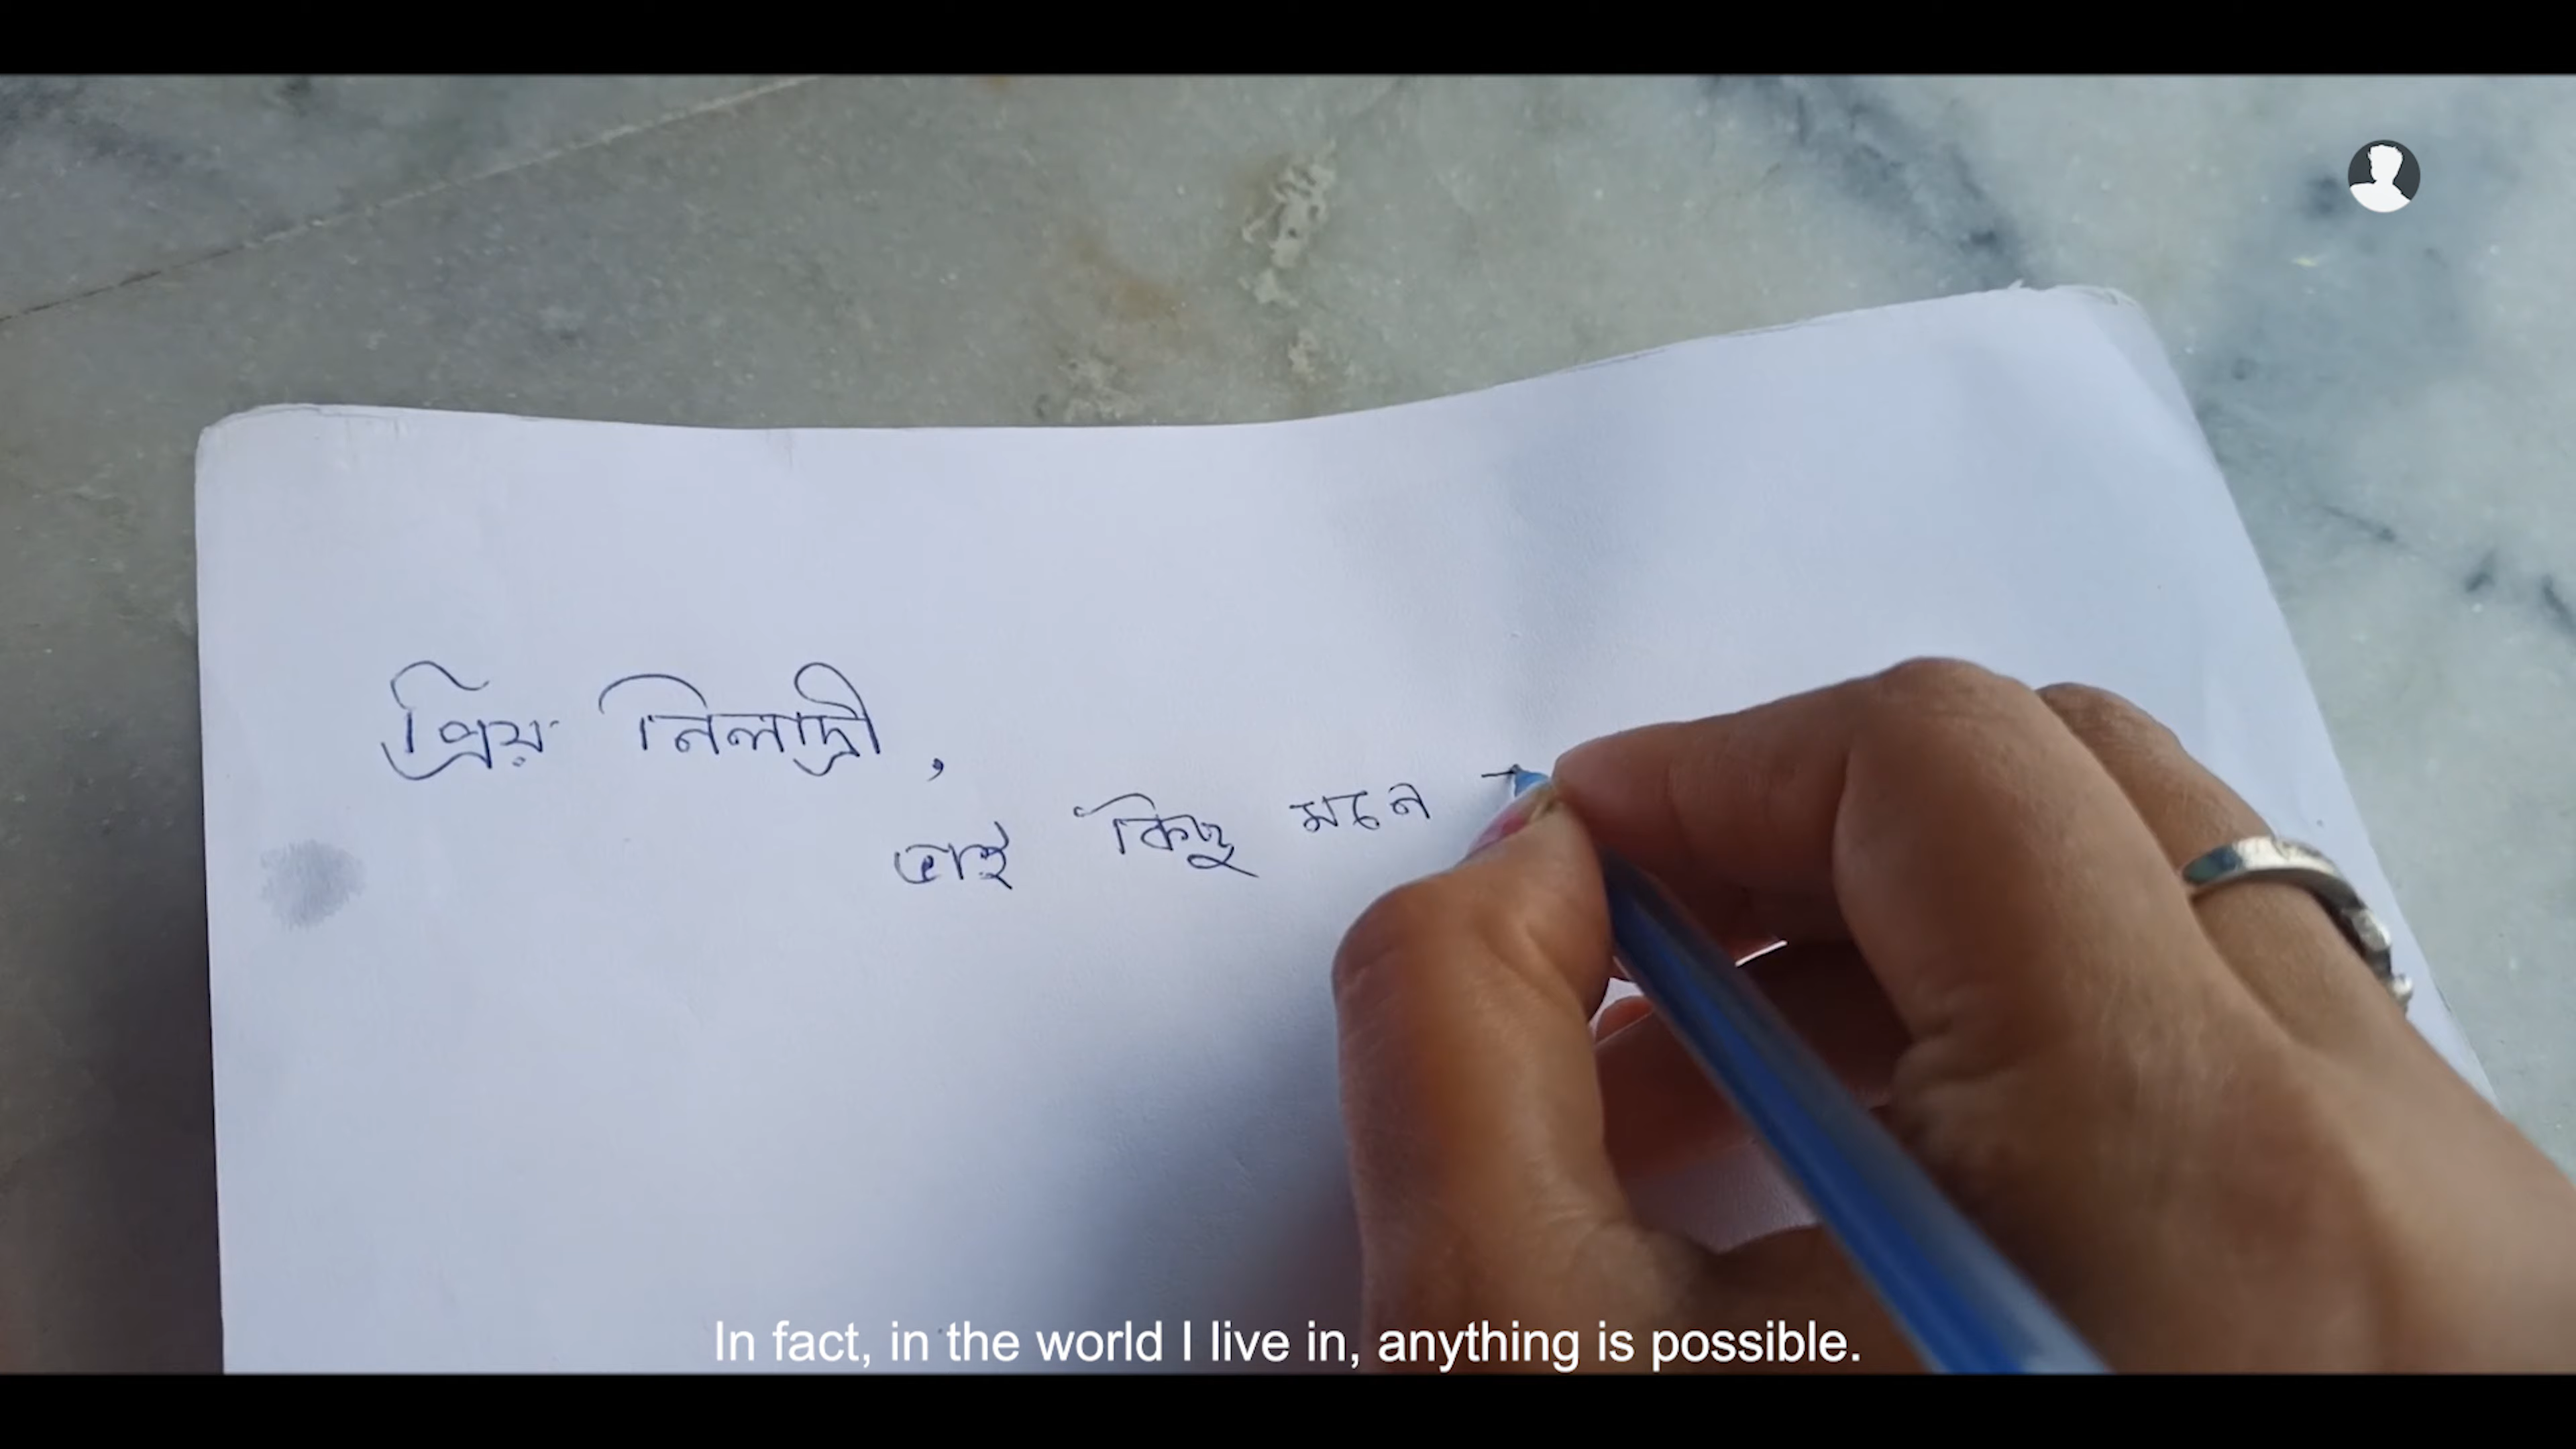 প্রিয় নিলাদ্রী,
ভাই কিছু মনে
In fact, in the world I live in, anything is possible.